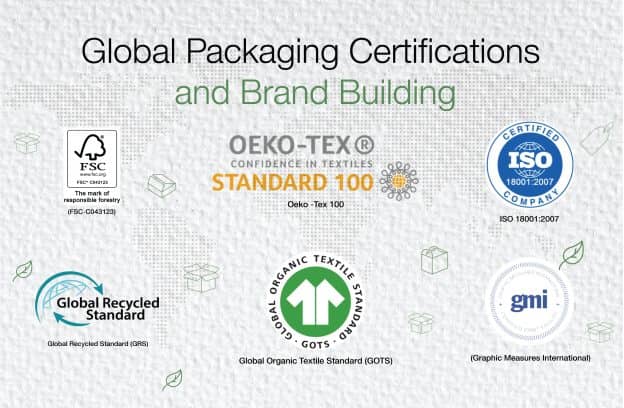 Global Packaging Certifications
and Brand Building
FSC
www.fsc.org
FSC® C043123
The mark of
responsible forestry
(FSC-C043123)
OEKO-TEX®
CONFIDENCE IN TEXTILES
STANDARD 100
Oeko -Tex 100
CERTIFIED
ISO
18001:2007
COMPANY
ISO 18001:2007
Global Recycled
Standard
Global Recycled Standard (GRS)
GLOBAL ORGANIC TEXTILE STANDARD
· GOTS ·
Global Organic Textile Standard (GOTS)
gmi
(Graphic Measures International)